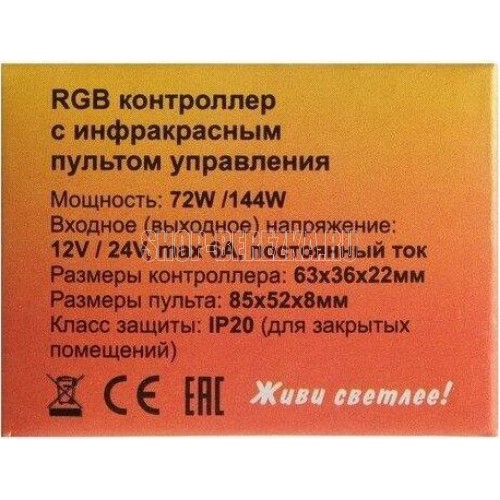 RGB контроллер
с инфракрасным
пультом управления
Мощность: 72W /144W
Входное (выходное) напряжение:
12V / 24V, max 6А, постоянный ток
Размеры контроллера: 63х36х22мм
Размеры пульта: 85х52х8мм
Класс защиты: IP20 (для закрытых
помещений)
CE EAC Живи светлее!